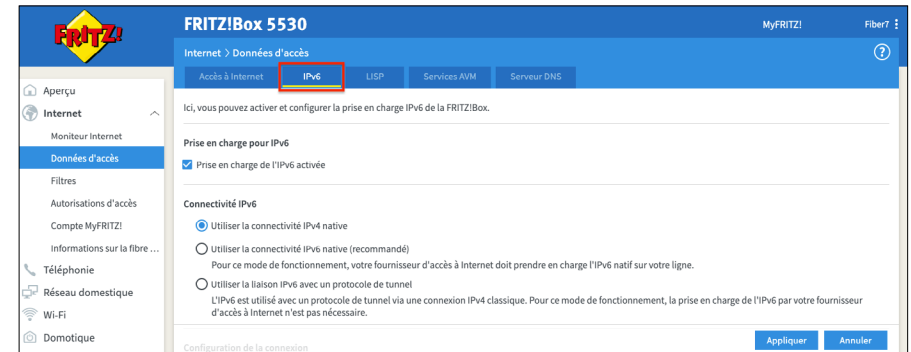 FRITZ!
FRITZ!Box 5530
MyFRITZ!
Fiber7
Internet > Données d'accès
?
Accès à Internet
IPv6
LISP
Services AVM
Serveur DNS
Aperçu
Internet
Moniteur Internet
Données d'accès
Filtres
Autorisations d'accès
Compte MyFRITZ!
Informations sur la fibre ...
Téléphonie
Réseau domestique
Wi-Fi
Domotique
Ici, vous pouvez activer et configurer la prise en charge IPv6 de la FRITZ!Box.
Prise en charge pour IPv6
Prise en charge de l'IPv6 activée
Connectivité IPv6
Utiliser la connectivité IPv4 native
Utiliser la connectivité IPv6 native (recommandé)
Pour ce mode de fonctionnement, votre fournisseur d'accès à Internet doit prendre en charge l'IPv6 natif sur votre ligne.
Utiliser la liaison IPv6 avec un protocole de tunnel
L'IPv6 est utilisé avec un protocole de tunnel via une connexion IPv4 classique. Pour ce mode de fonctionnement, la prise en charge de l'IPv6 par votre fournisseur
d'accès à Internet n'est pas nécessaire.
Configuration de la connexion
Appliquer
Annuler